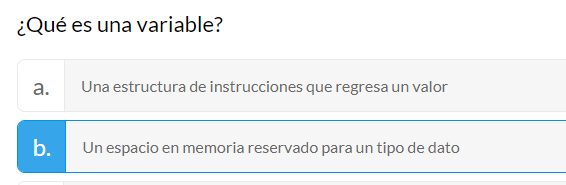 ¿Qué es una variable?
a. Una estructura de instrucciones que regresa un valor
b. Un espacio en memoria reservado para un tipo de dato